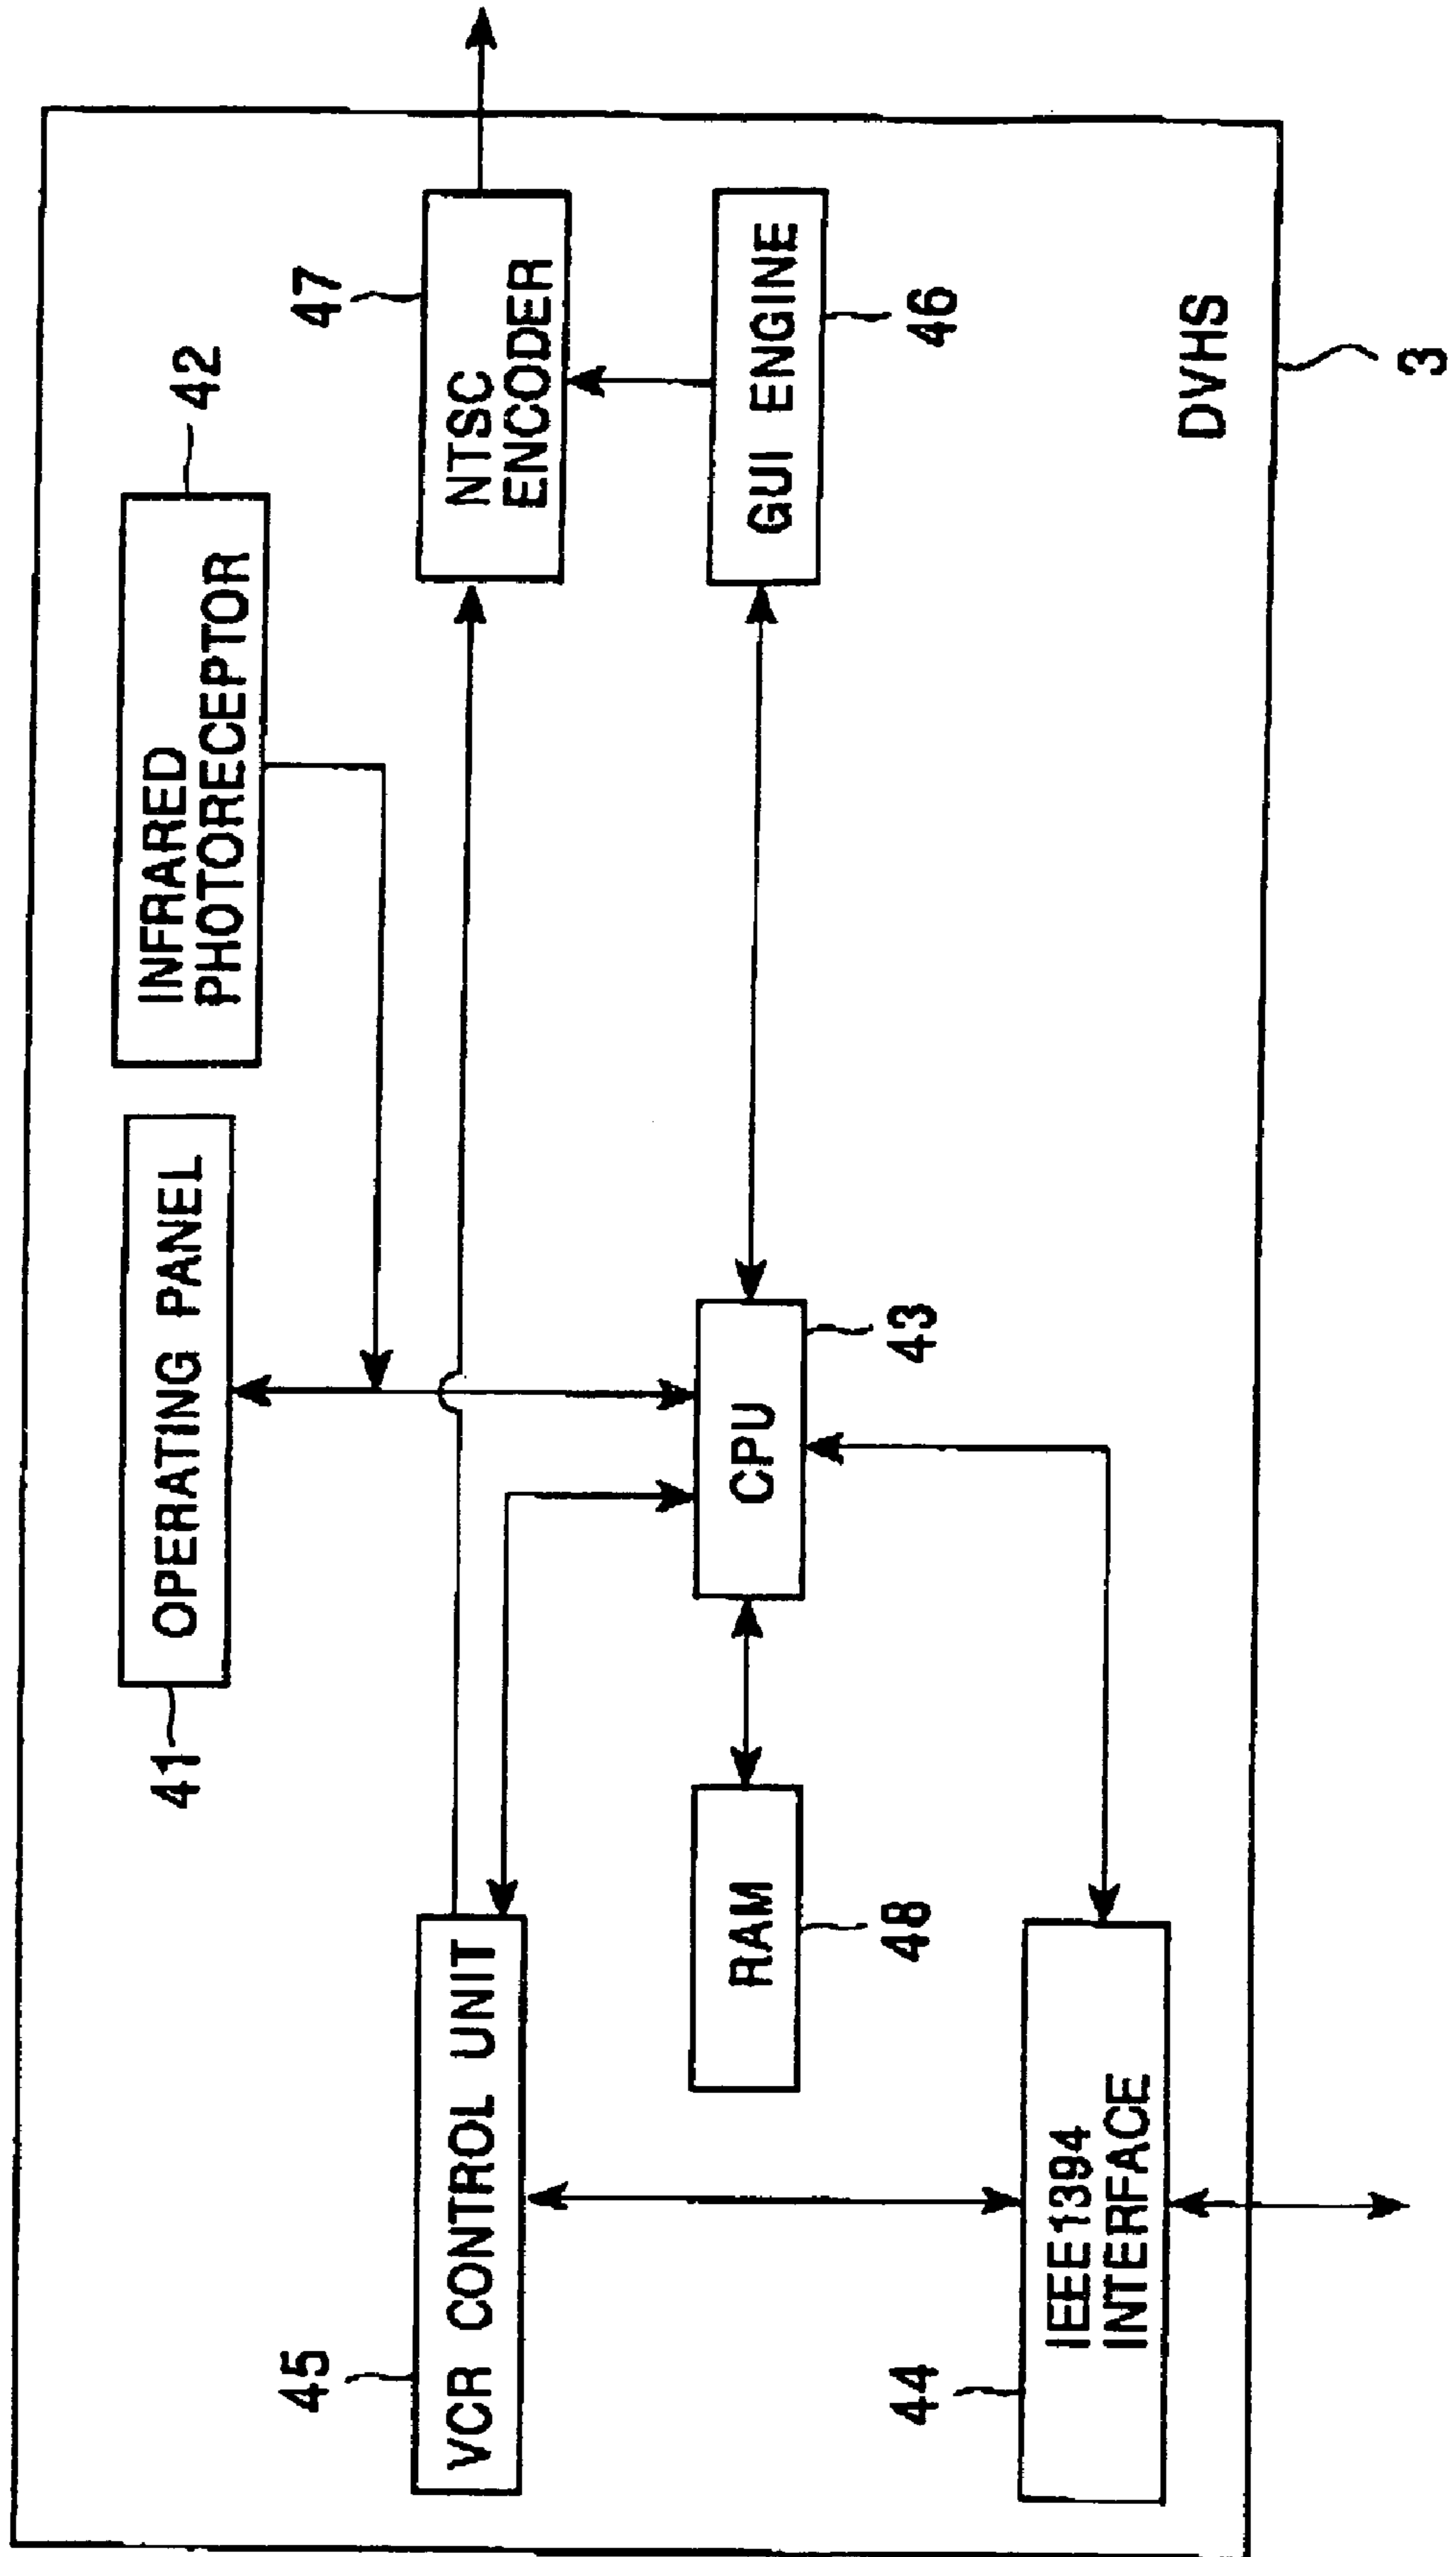 41
OPERATING PANEL
INFRARED
PHOTORECEPTOR
42
45
VCR CONTROL UNIT
NTSC
ENCODER
47
RAM
48
CPU
43
GUI ENGINE
46
44
IEEE1394
INTERFACE
DVHS
3